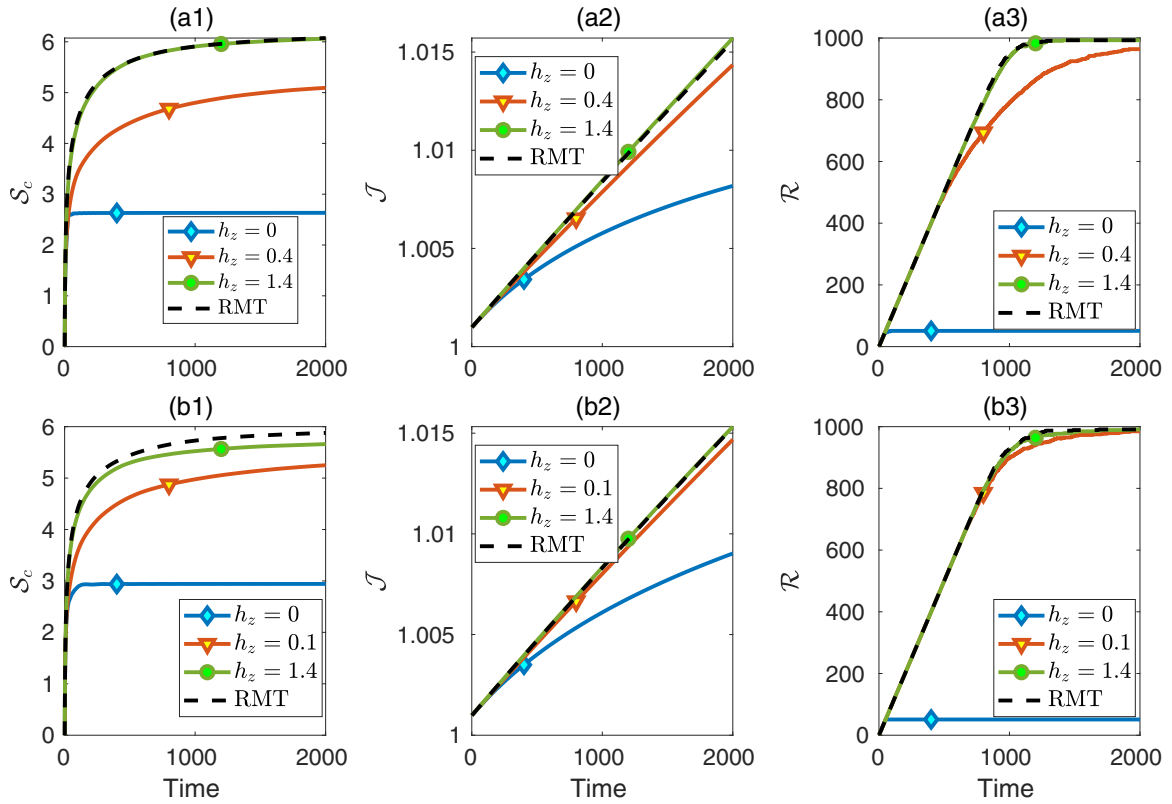 (a1)
6
5
4
3
2
1
0
𝒮_c
h_z = 0
h_z = 0.4
h_z = 1.4
RMT
0
1000
2000
(a2)
1.015
1.01
1.005
1
𝒥
h_z = 0
h_z = 0.4
h_z = 1.4
RMT
0
1000
2000
(a3)
1000
800
600
400
200
0
ℛ
h_z = 0
h_z = 0.4
h_z = 1.4
RMT
0
1000
2000
(b1)
6
5
4
3
2
1
0
𝒮_c
h_z = 0
h_z = 0.1
h_z = 1.4
RMT
0
1000
2000
Time
(b2)
1.015
1.01
1.005
1
𝒥
h_z = 0
h_z = 0.1
h_z = 1.4
RMT
0
1000
2000
Time
(b3)
1000
800
600
400
200
0
ℛ
h_z = 0
h_z = 0.1
h_z = 1.4
RMT
0
1000
2000
Time